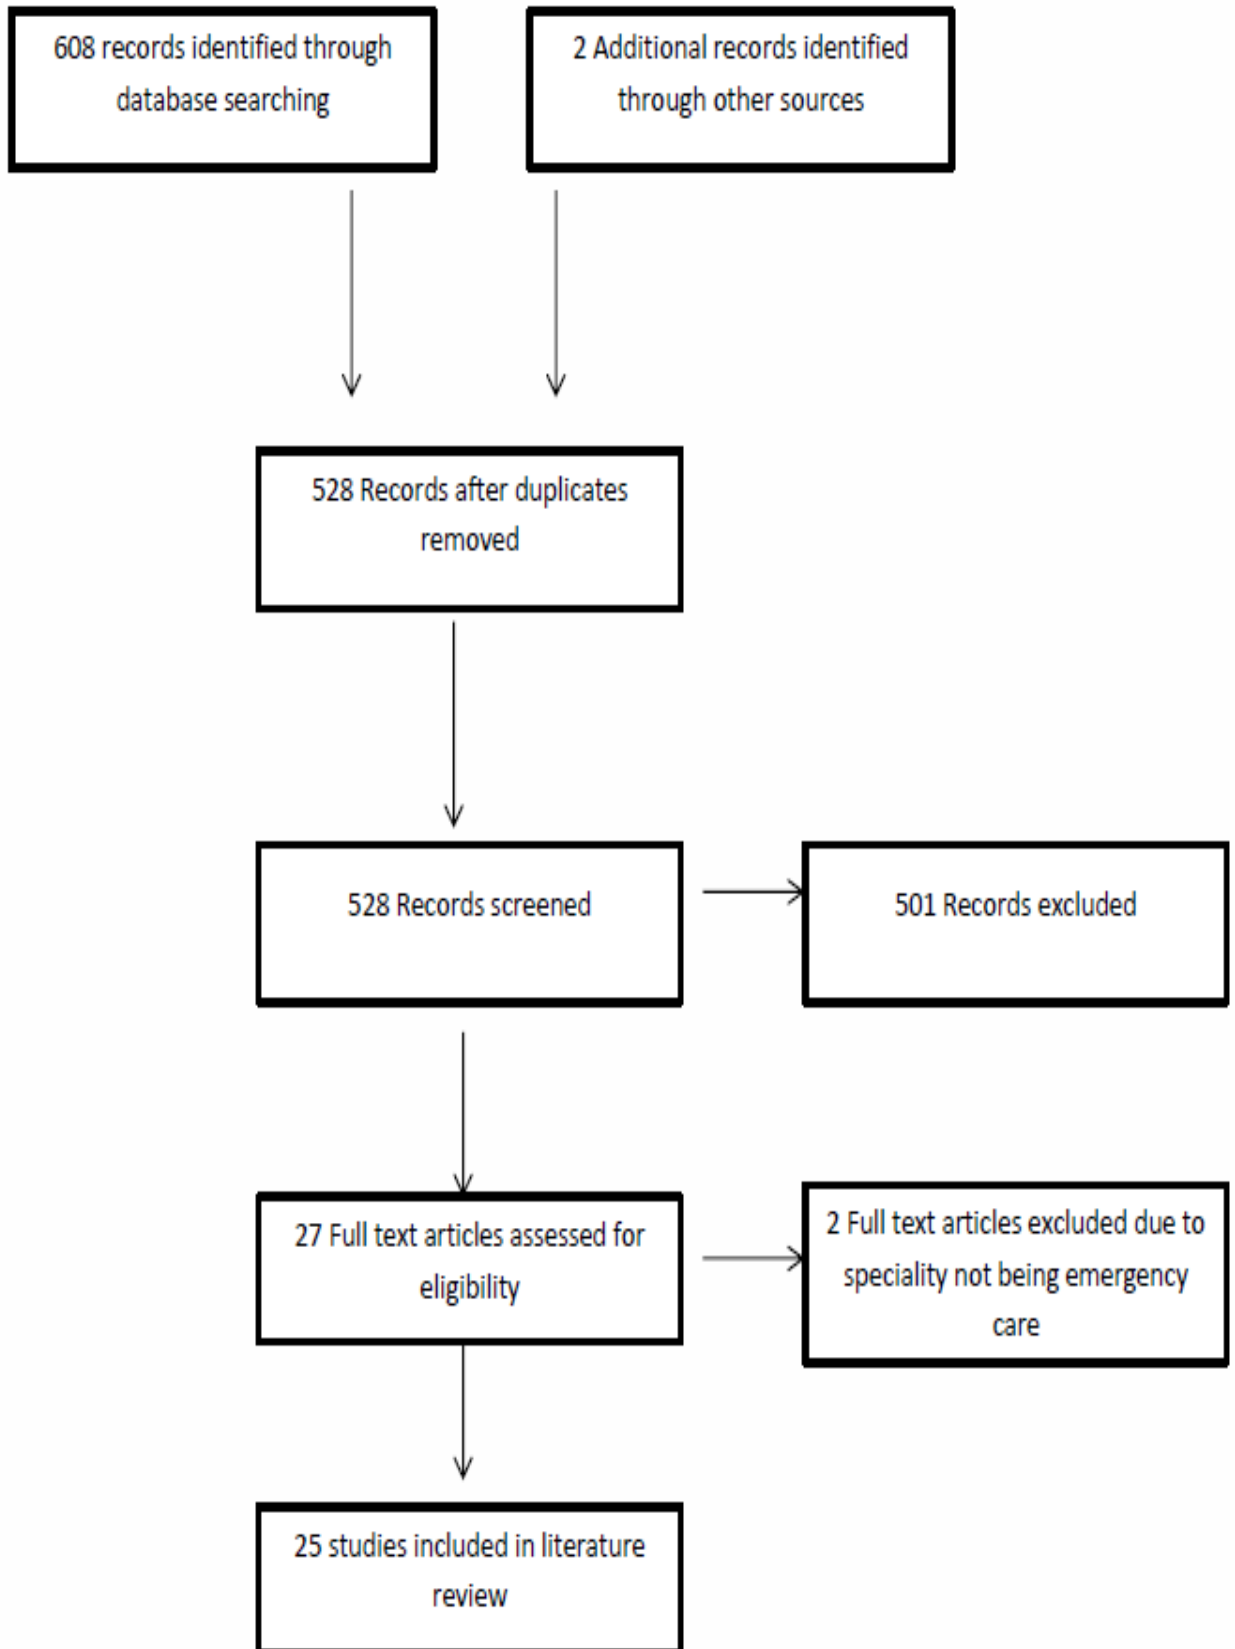 608 records identified through
database searching
2 Additional records identified
through other sources
528 Records after duplicates
removed
528 Records screened
501 Records excluded
27 Full text articles assessed for
eligibility
2 Full text articles excluded due to
speciality not being emergency
care
25 studies included in literature
review